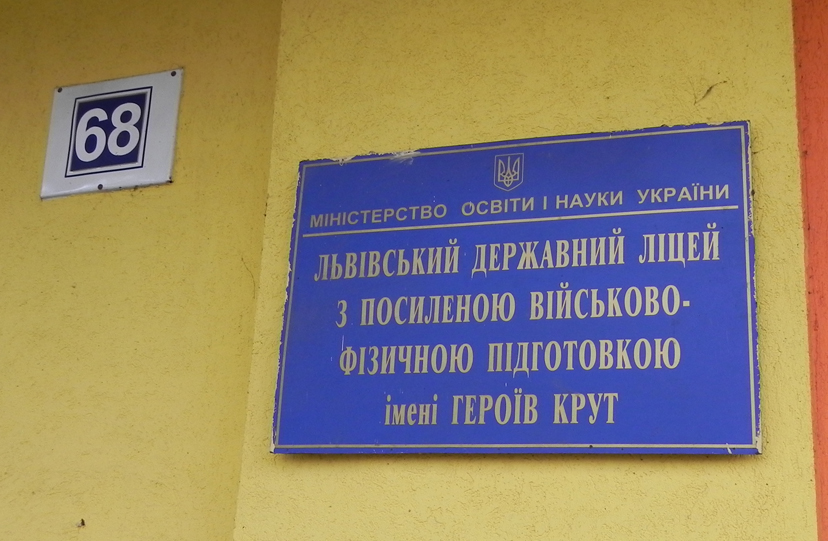 68
МІНІСТЕРСТВО ОСВІТИ І НАУКИ УКРАЇНИ
ЛЬВІВСЬКИЙ ДЕРЖАВНИЙ ЛІЦЕЙ
З ПОСИЛЕНОЮ ВІЙСЬКОВО-
ФІЗИЧНОЮ ПІДГОТОВКОЮ
імені ГЕРОЇВ КРУТ